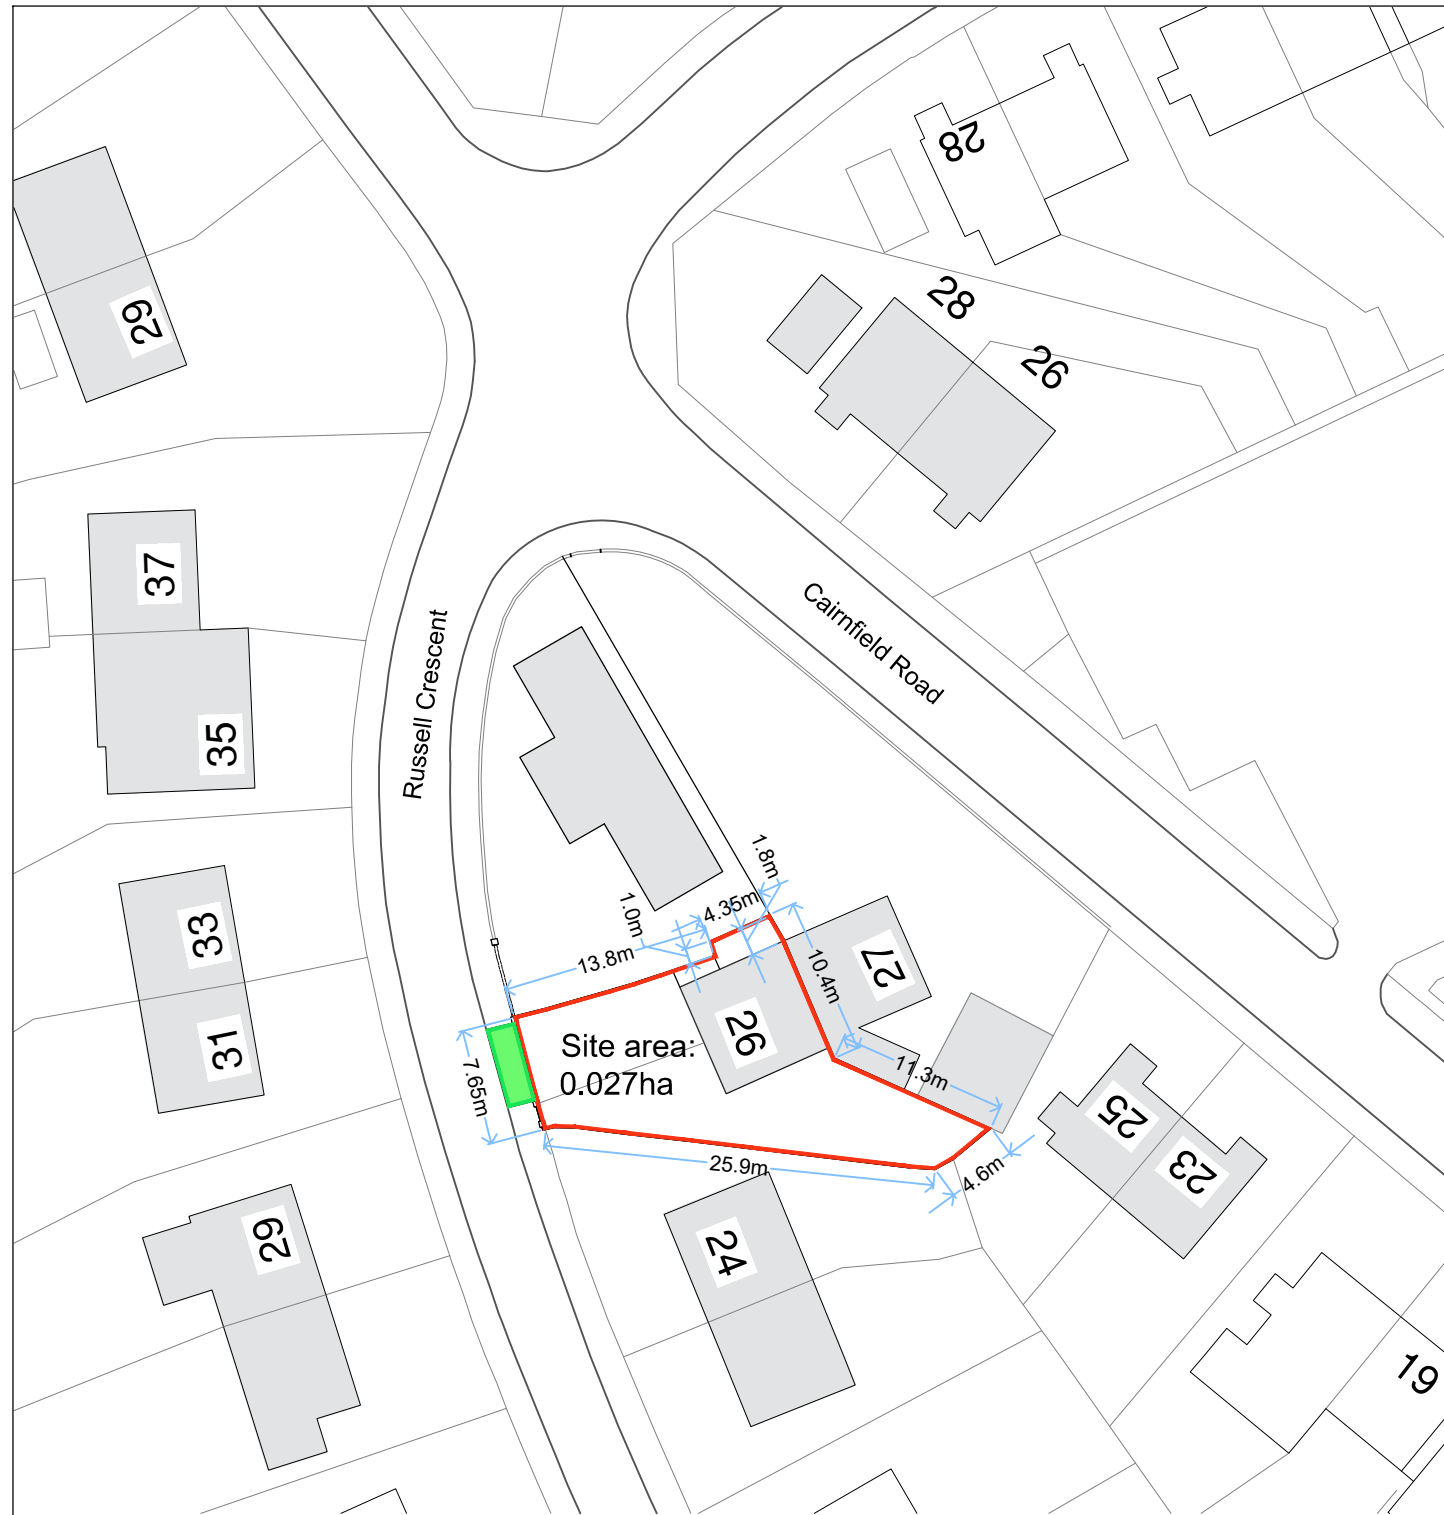 28
29
28
26
37
Russell Crescent
Cairnfield Road
35
33
31
1.8m
4.35m
1.0m
13.8m
10.4m
27
26
Site area:
0.027ha
7.65m
11.3m
25
23
25.9m
4.6m
29
24
19